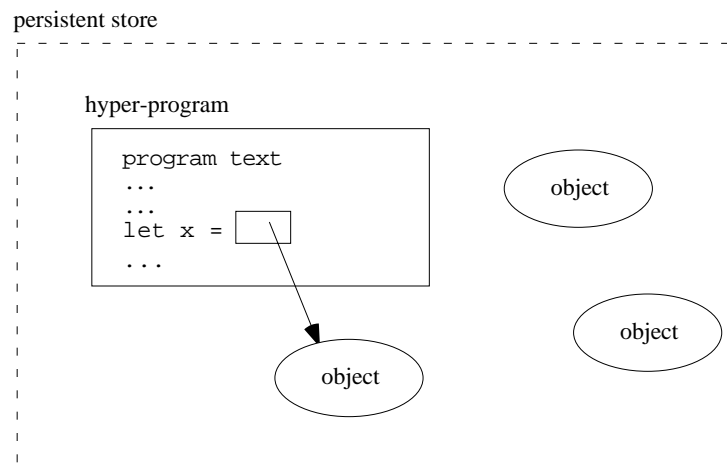 persistent store
hyper-program
program text
...
...
let x =
...
object
object
object